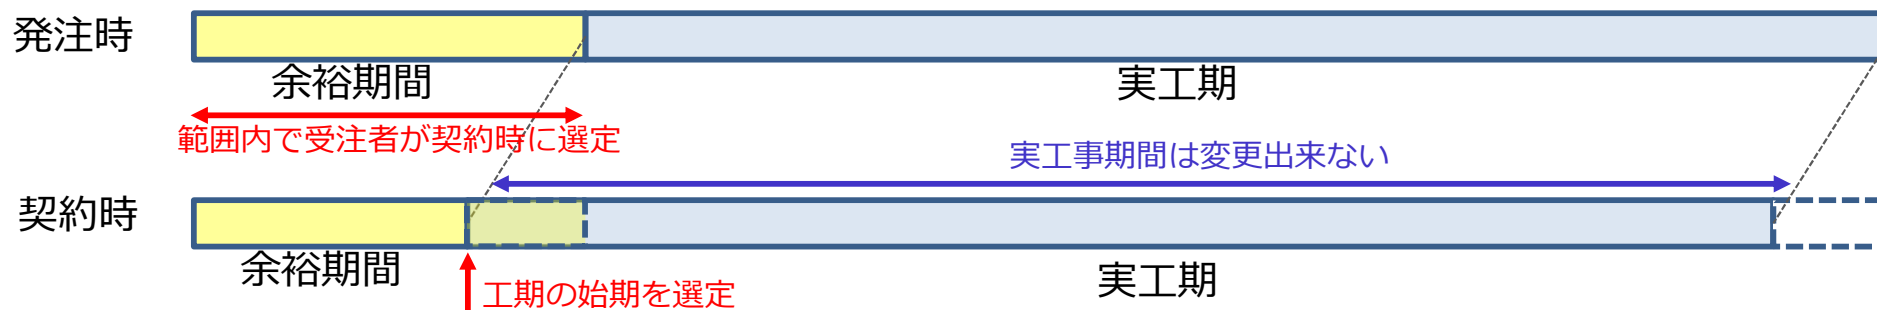 発注時
余裕期間
実工期
範囲内で受注者が契約時に選定
実工事期間は変更出来ない
契約時
余裕期間
工期の始期を選定
実工期